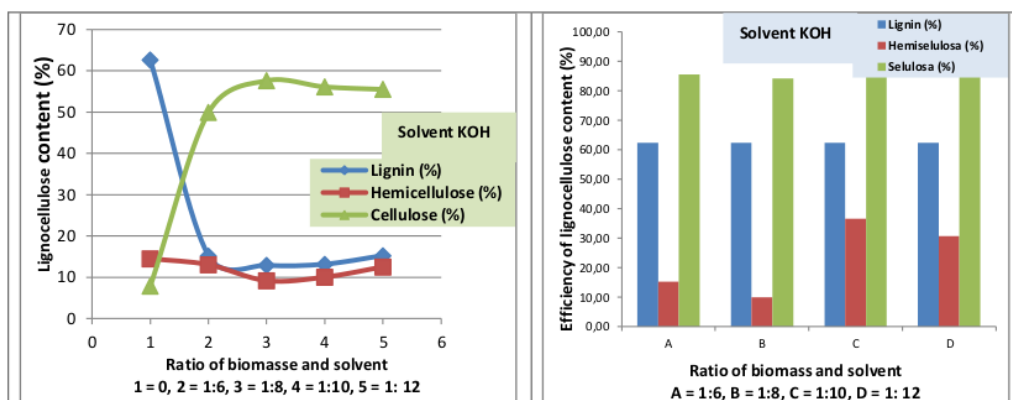 70
60
50
40
30
20
10
0
Lignocellulose content (%)
Solvent KOH
Lignin (%)
Hemicellulose (%)
Cellulose (%)
0 1 2 3 4 5 6
Ratio of biomasse and solvent
1 = 0, 2 = 1:6, 3 = 1:8, 4 = 1:10, 5 = 1: 12
Solvent KOH
Lignin (%)
Hemiselulosa (%)
Selulosa (%)
100,00
90,00
80,00
70,00
60,00
50,00
40,00
30,00
20,00
10,00
0,00
Efficiency of lignocellulose content (%)
A B C D
Ratio of biomass and solvent
A = 1:6, B = 1:8, C = 1:10, D = 1: 12